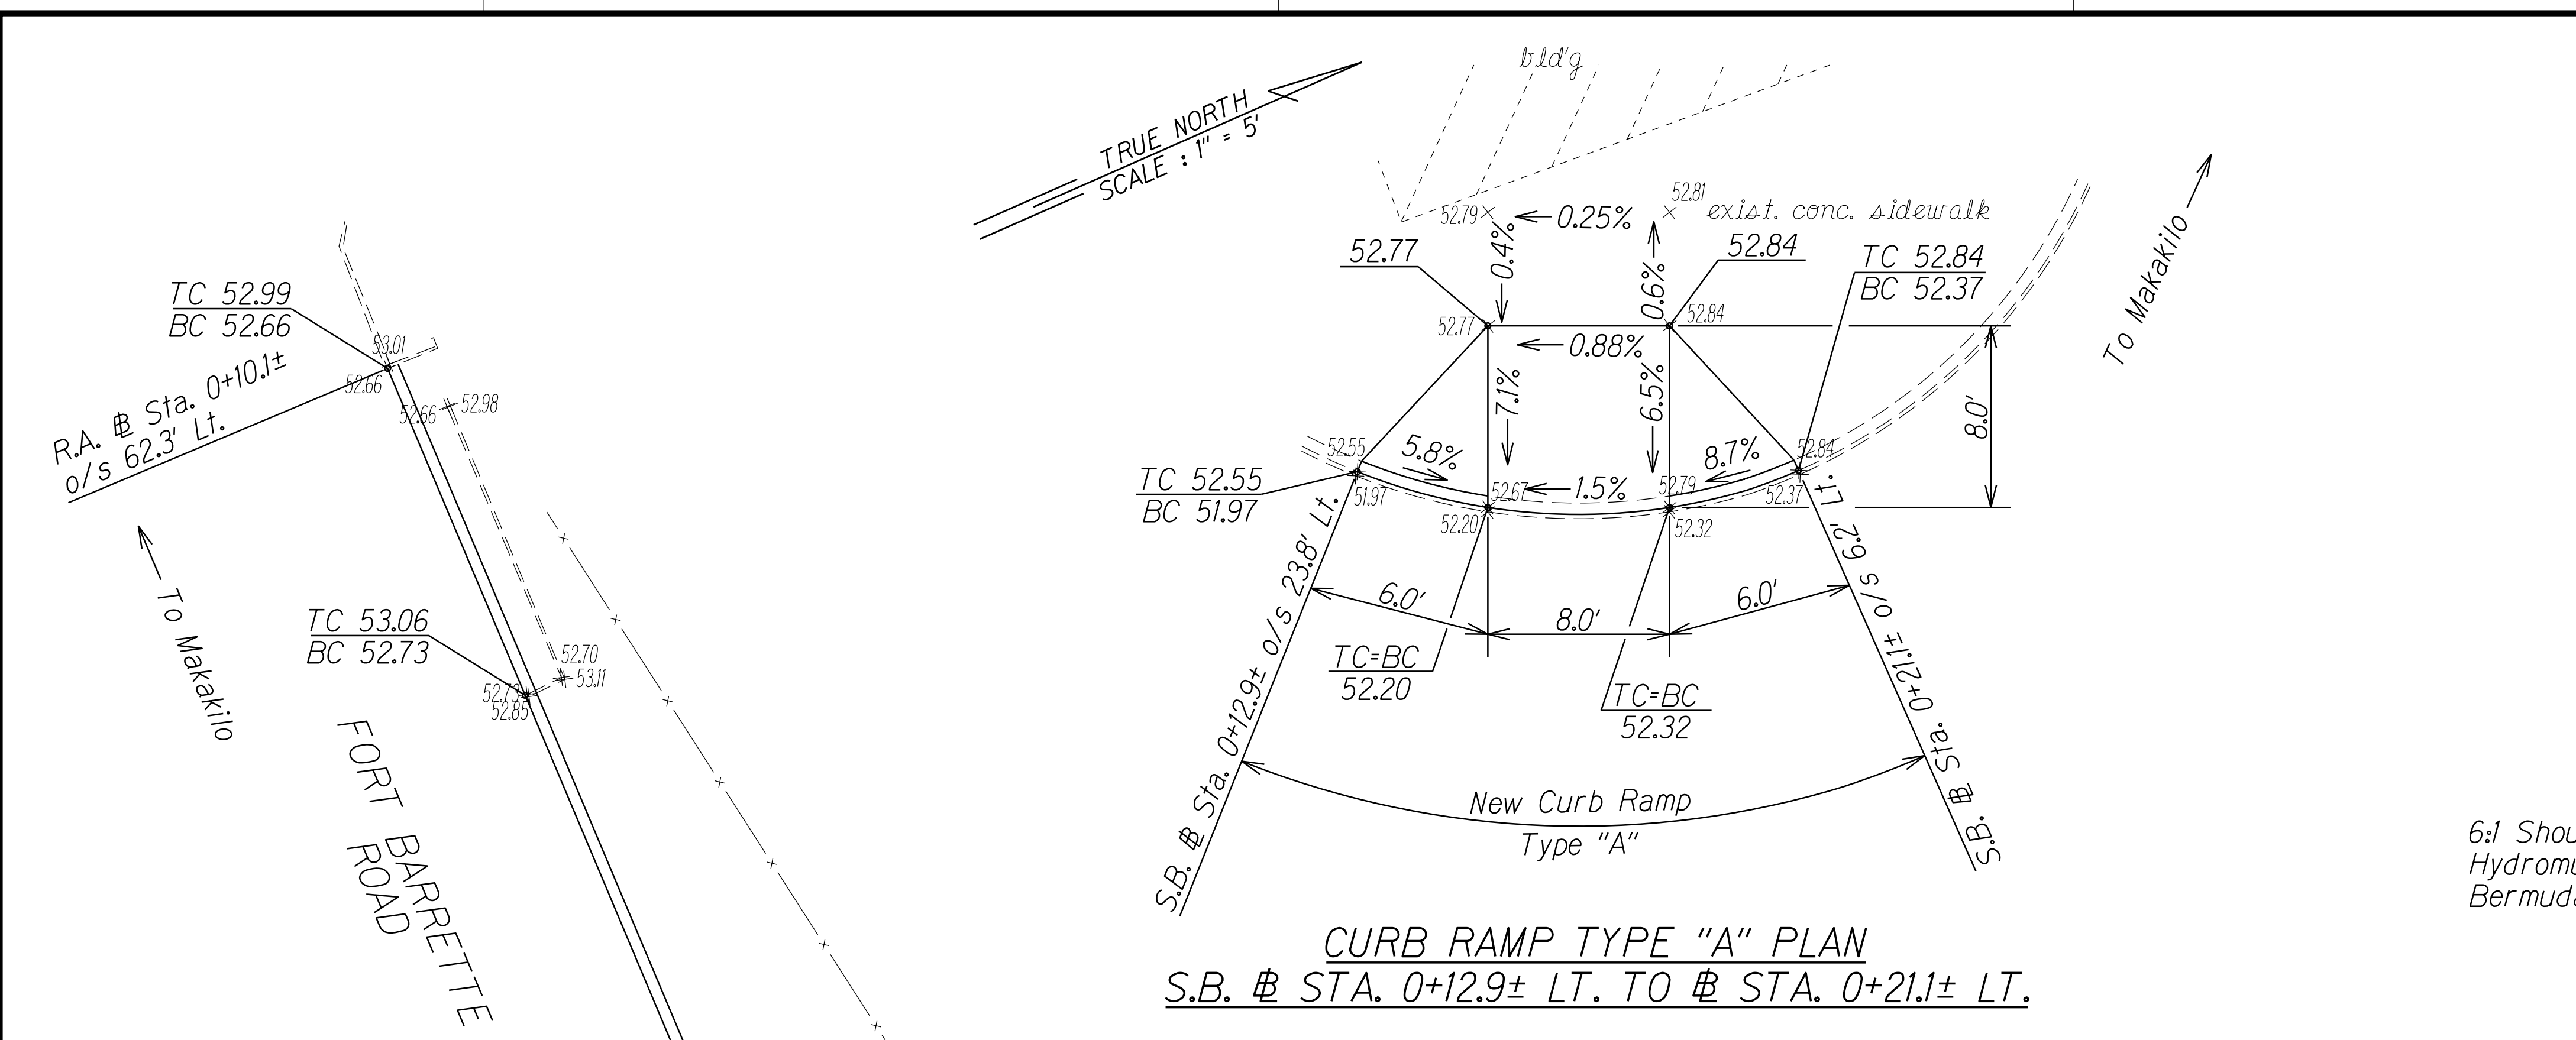 TC 52.99
BC 52.66
53.01
52.66
52.66
52.98
R.A. ℄ Sta. 0+10.1±
o/s 62.3' Lt.
To Makakilo
TC 53.06
BC 52.73
52.70
53.11
52.73
52.85
FORT BARRETTE
ROAD
TRUE NORTH
SCALE : 1" = 5'
bld'g
52.79
0.25%
52.81
exist. conc. sidewalk
52.77
0.4%
0.6%
52.84
TC 52.84
BC 52.37
To Makakilo
52.77
52.84
0.88%
7.1%
6.5%
8.0'
52.55
5.8%
8.7%
52.84
TC 52.55
BC 51.97
51.97
52.67
1.5%
52.79
52.37
52.20
52.32
6.0'
8.0'
6.0'
TC=BC
52.20
TC=BC
52.32
S.B. ℄ Sta. 0+12.9± o/s 23.8' Lt.
S.B. ℄ Sta. 0+21.1± o/s 6.2' Lt.
New Curb Ramp
Type "A"
6:1
CURB RAMP TYPE "A" PLAN
S.B. ℄ STA. 0+12.9± LT. TO ℄ STA. 0+21.1± LT.